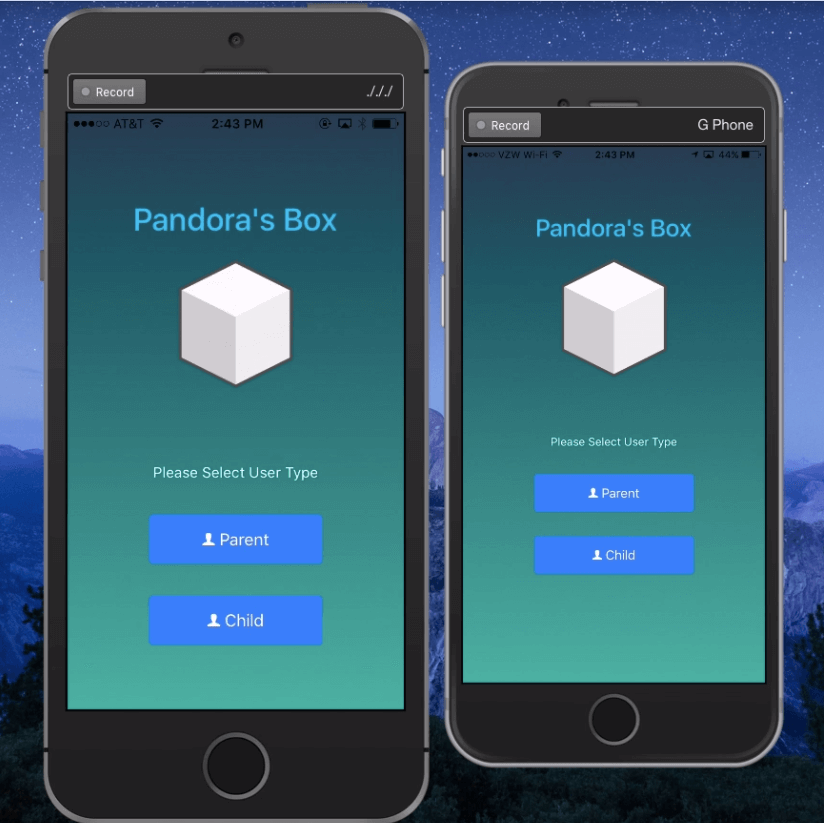 Record
././/
AT&T 2:43 PM
Pandora's Box
Please Select User Type
Parent
Child
Record G Phone
VZW Wi-Fi 2:43 PM 44%
Pandora's Box
Please Select User Type
Parent
Child